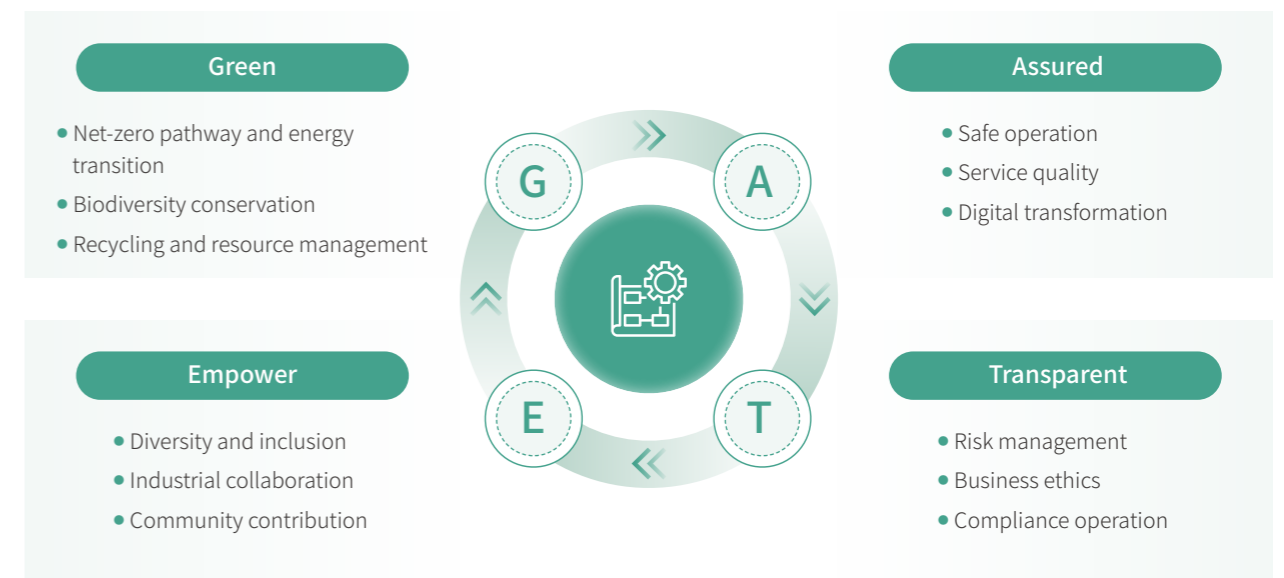 Green
• Net-zero pathway and energy
transition
• Biodiversity conservation
• Recycling and resource management
Assured
• Safe operation
• Service quality
• Digital transformation
G
A
E
T
Empower
• Diversity and inclusion
• Industrial collaboration
• Community contribution
Transparent
• Risk management
• Business ethics
• Compliance operation